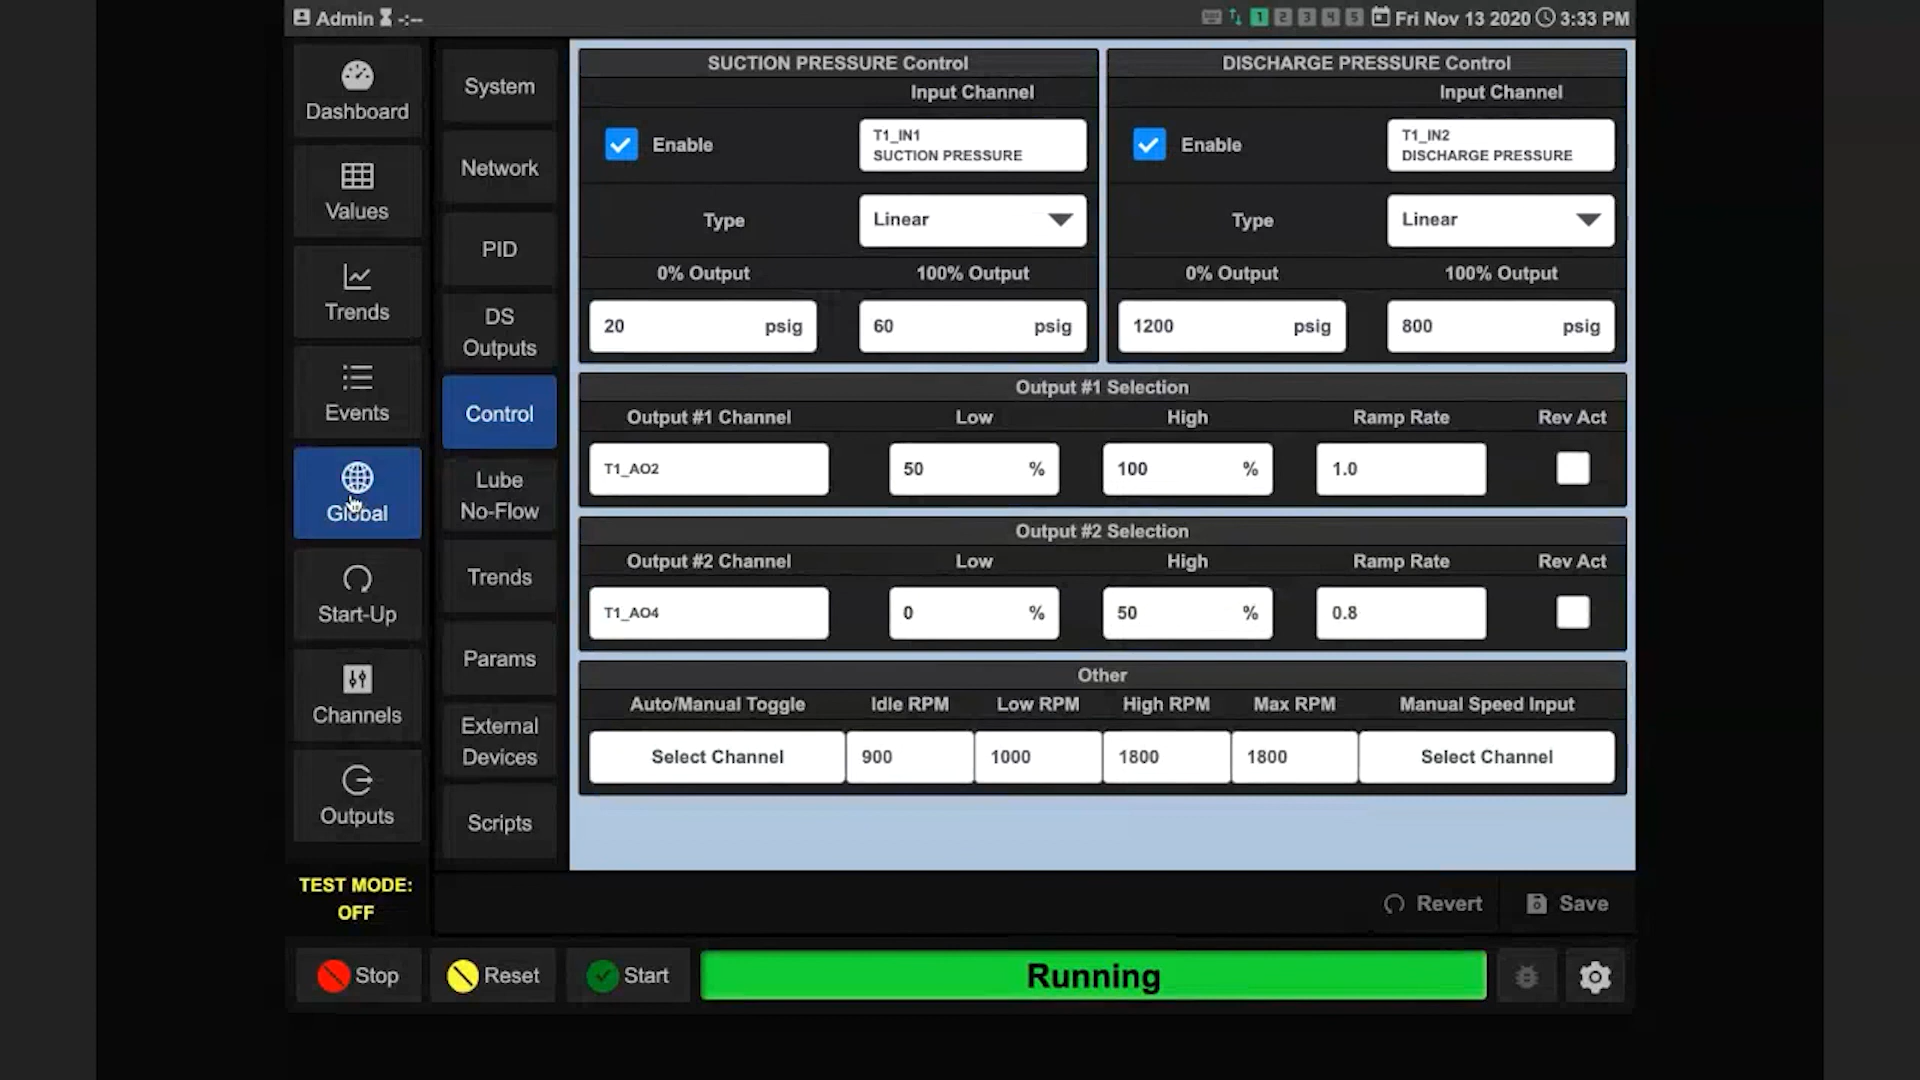 Admin -:--
1 2 3 4 5 Fri Nov 13 2020 3:33 PM
Dashboard
Values
Trends
Events
Global
Start-Up
Channels
Outputs
TEST MODE:
OFF
System
Network
PID
DS
Outputs
Control
Lube
No-Flow
Trends
Params
External
Devices
Scripts
SUCTION PRESSURE Control
Input Channel
Enable
T1_IN1
SUCTION PRESSURE
Type
Linear
0% Output 100% Output
20 psig 60 psig
DISCHARGE PRESSURE Control
Input Channel
Enable
T1_IN2
DISCHARGE PRESSURE
Type
Linear
0% Output 100% Output
1200 psig 800 psig
Output #1 Selection
Output #1 Channel Low High Ramp Rate Rev Act
T1_AO2 50 % 100 % 1.0
Output #2 Selection
Output #2 Channel Low High Ramp Rate Rev Act
T1_AO4 0 % 50 % 0.8
Other
Auto/Manual Toggle Idle RPM Low RPM High RPM Max RPM Manual Speed Input
Select Channel 900 1000 1800 1800 Select Channel
Revert Save
Stop Reset Start Running